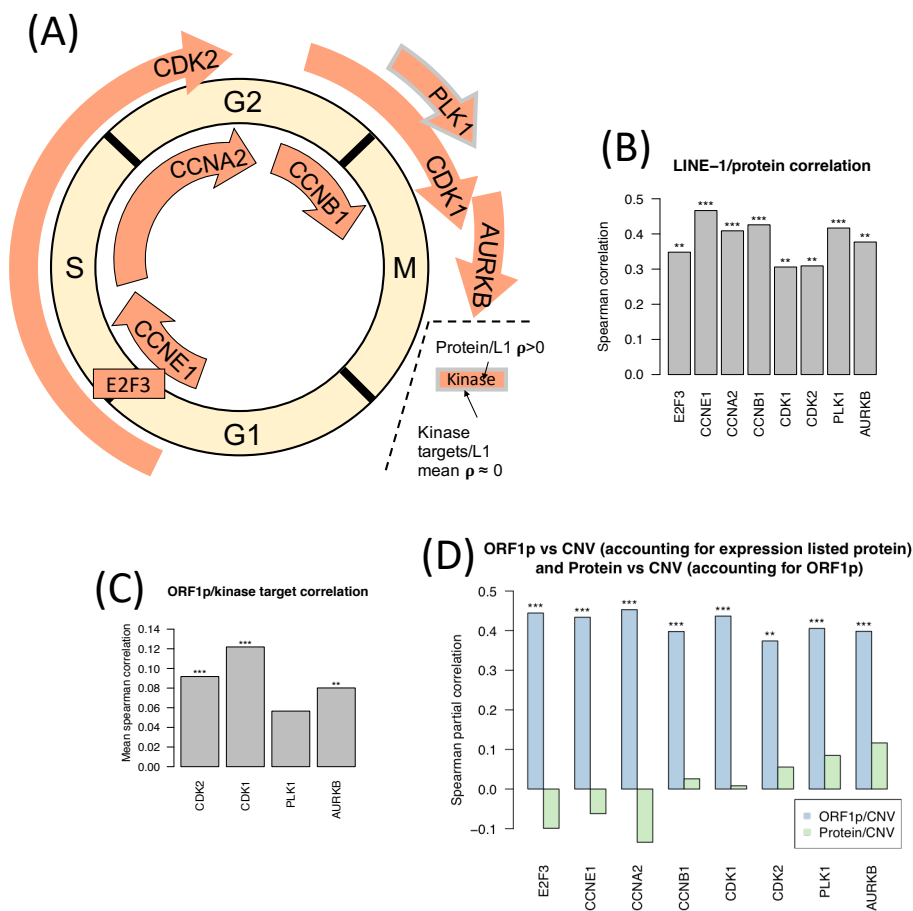 (A)
CDK2
G2
PLK1
CCNA2
CCNB1
CDK1
S
M
AURKB
CCNE1
E2F3
G1
Protein/L1 ρ>0
Kinase
Kinase
targets/L1
mean ρ ≈ 0
(B)
LINE−1/protein correlation
Spearman correlation
0.5
0.4
0.3
0.2
0.1
0.0
** *** *** *** ** ** *** **
E2F3 CCNE1 CCNA2 CCNB1 CDK1 CDK2 PLK1 AURKB
(C)
ORF1p/kinase target correlation
Mean spearman correlation
0.14
0.12
0.10
0.08
0.06
0.04
0.02
0.00
*** *** **
CDK2 CDK1 PLK1 AURKB
(D)
ORF1p vs CNV (accounting for expression listed protein)
and Protein vs CNV (accounting for ORF1p)
Spearman partial correlation
0.5
0.4
0.3
0.2
0.1
0.0
−0.1
*** *** *** *** *** ** *** ***
ORF1p/CNV
Protein/CNV
E2F3 CCNE1 CCNA2 CCNB1 CDK1 CDK2 PLK1 AURKB